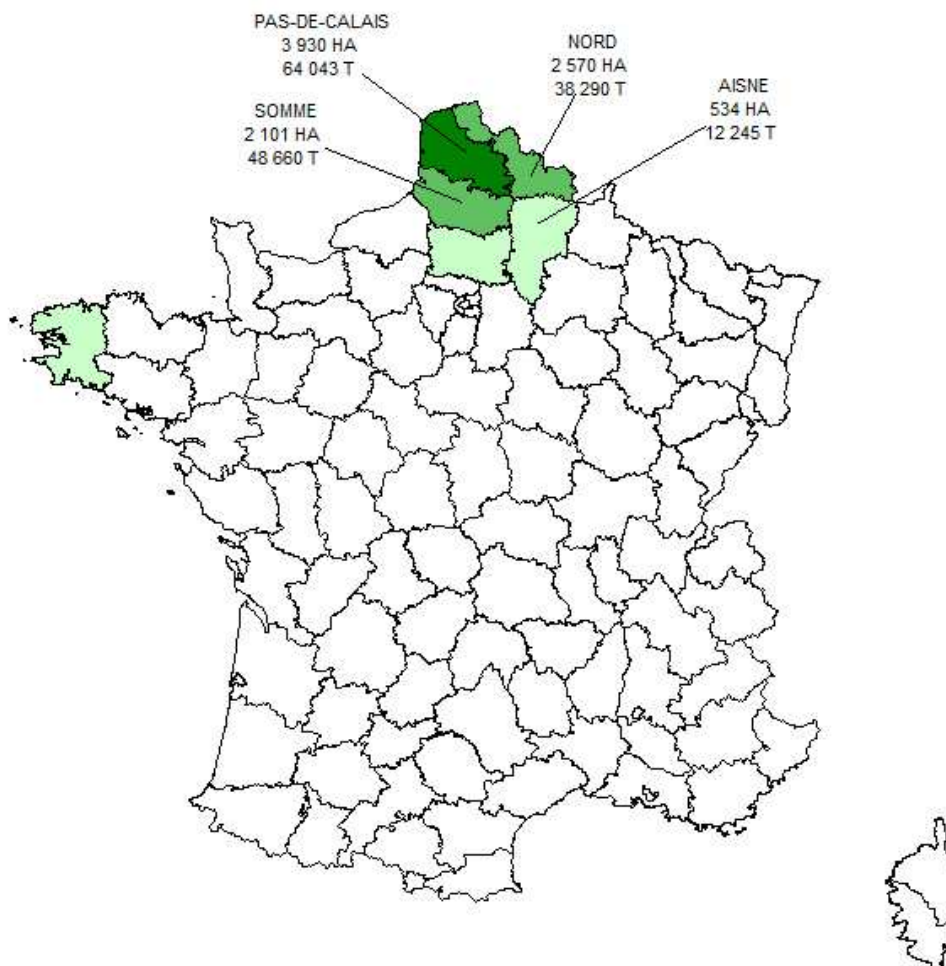 PAS-DE-CALAIS
3 930 HA
64 043 T
NORD
2 570 HA
38 290 T
AISNE
534 HA
12 245 T
SOMME
2 101 HA
48 660 T